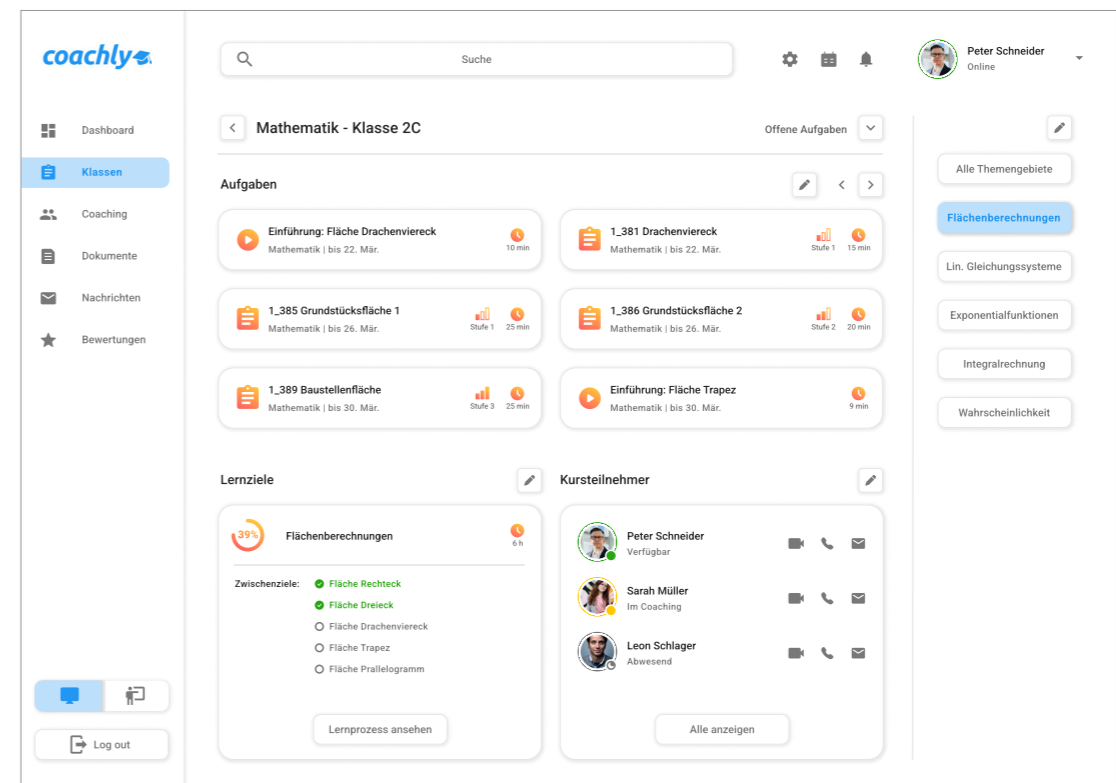 coachly
Suche
Peter Schneider
Online
Dashboard
Klassen
Coaching
Dokumente
Nachrichten
Bewertungen
Mathematik - Klasse 2C
Offene Aufgaben
Aufgaben
Einführung: Fläche Drachenviereck
Mathematik | bis 22. Mär.
10 min
1_381 Drachenviereck
Mathematik | bis 22. Mär.
Stufe 1
15 min
1_385 Grundstücksfläche 1
Mathematik | bis 26. Mär.
Stufe 1
25 min
1_386 Grundstücksfläche 2
Mathematik | bis 26. Mär.
Stufe 2
20 min
1_389 Baustellenfläche
Mathematik | bis 30. Mär.
Stufe 3
25 min
Einführung: Fläche Trapez
Mathematik | bis 30. Mär.
9 min
Alle Themengebiete
Flächenberechnungen
Lin. Gleichungssysteme
Exponentialfunktionen
Integralrechnung
Wahrscheinlichkeit
Lernziele
39%
Flächenberechnungen
6 h
Zwischenziele:
Fläche Rechteck
Fläche Dreieck
Fläche Drachenviereck
Fläche Trapez
Fläche Prallelogramm
Lernprozess ansehen
Kursteilnehmer
Peter Schneider
Verfügbar
Sarah Müller
Im Coaching
Leon Schlager
Abwesend
Alle anzeigen
Log out